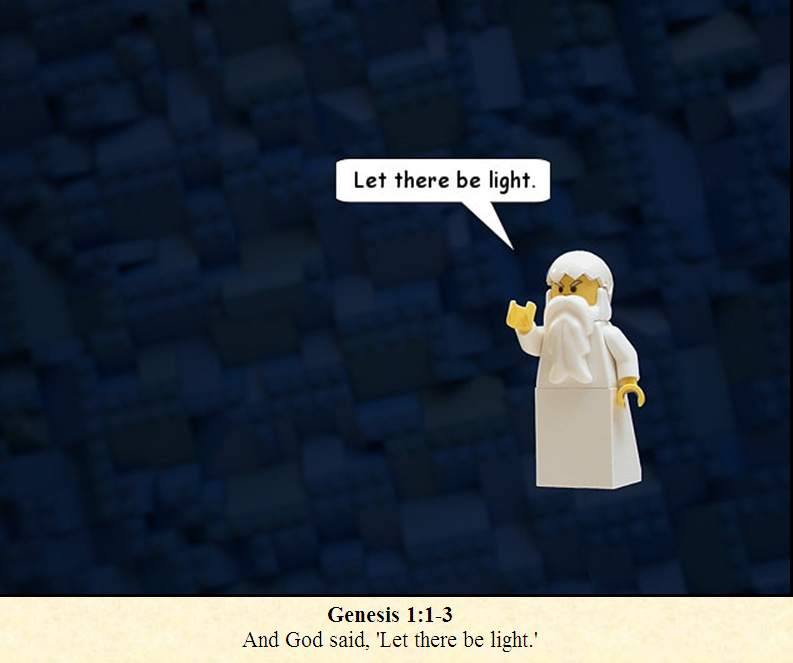 Let there be light.
Genesis 1:1-3
And God said, 'Let there be light.'